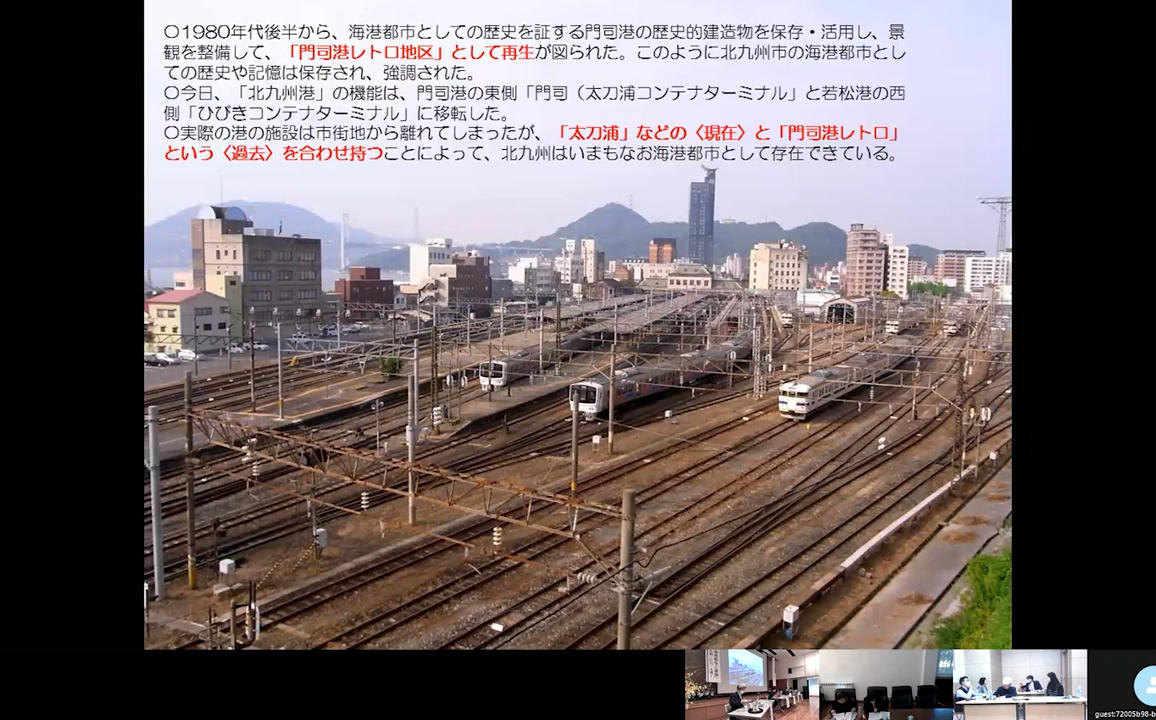 ○1980年代後半から、海港都市としての歴史を証する門司港の歴史的建造物を保存・活用し、景
観を整備して、「門司港レトロ地区」として再生が図られた。このように北九州市の海港都市とし
ての歴史や記憶は保存され、強調された。
○今日、「北九州港」の機能は、門司港の東側「門司（太刀浦コンテナターミナル」と若松港の西
側「ひびきコンテナターミナル」に移転した。
○実際の港の施設は市街地から離れてしまったが、「太刀浦」などの〈現在〉と「門司港レトロ」
という〈過去〉を合わせ持つことによって、北九州はいまもなお海港都市として存在できている。
guest:72005b98-b